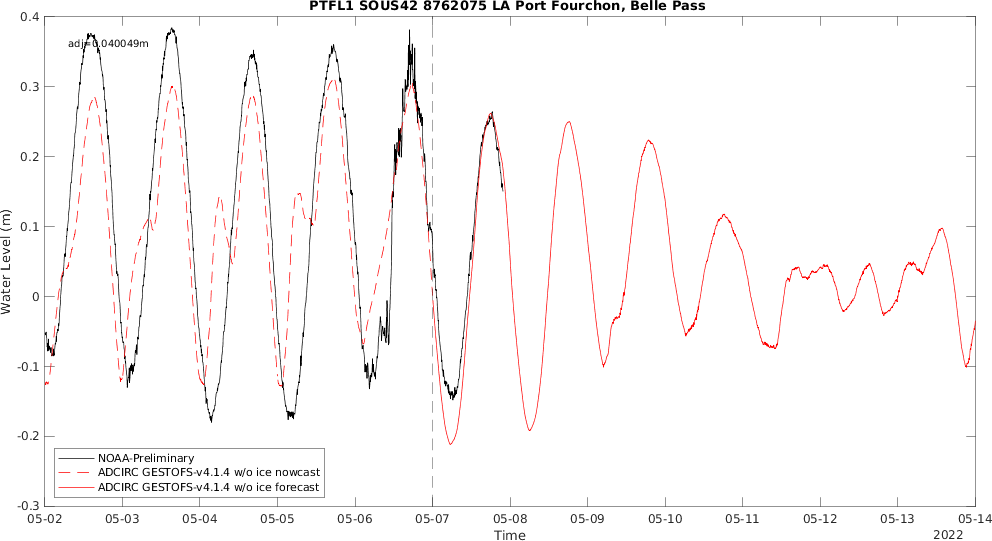 PTFL1 SOUS42 8762075 LA Port Fourchon, Belle Pass
adj=0.040049m
0.4
0.3
0.2
0.1
0
-0.1
-0.2
-0.3
Water Level (m)
NOAA-Preliminary
ADCIRC GESTOFS-v4.1.4 w/o ice nowcast
ADCIRC GESTOFS-v4.1.4 w/o ice forecast
05-02 05-03 05-04 05-05 05-06 05-07 05-08 05-09 05-10 05-11 05-12 05-13 05-14
Time
2022